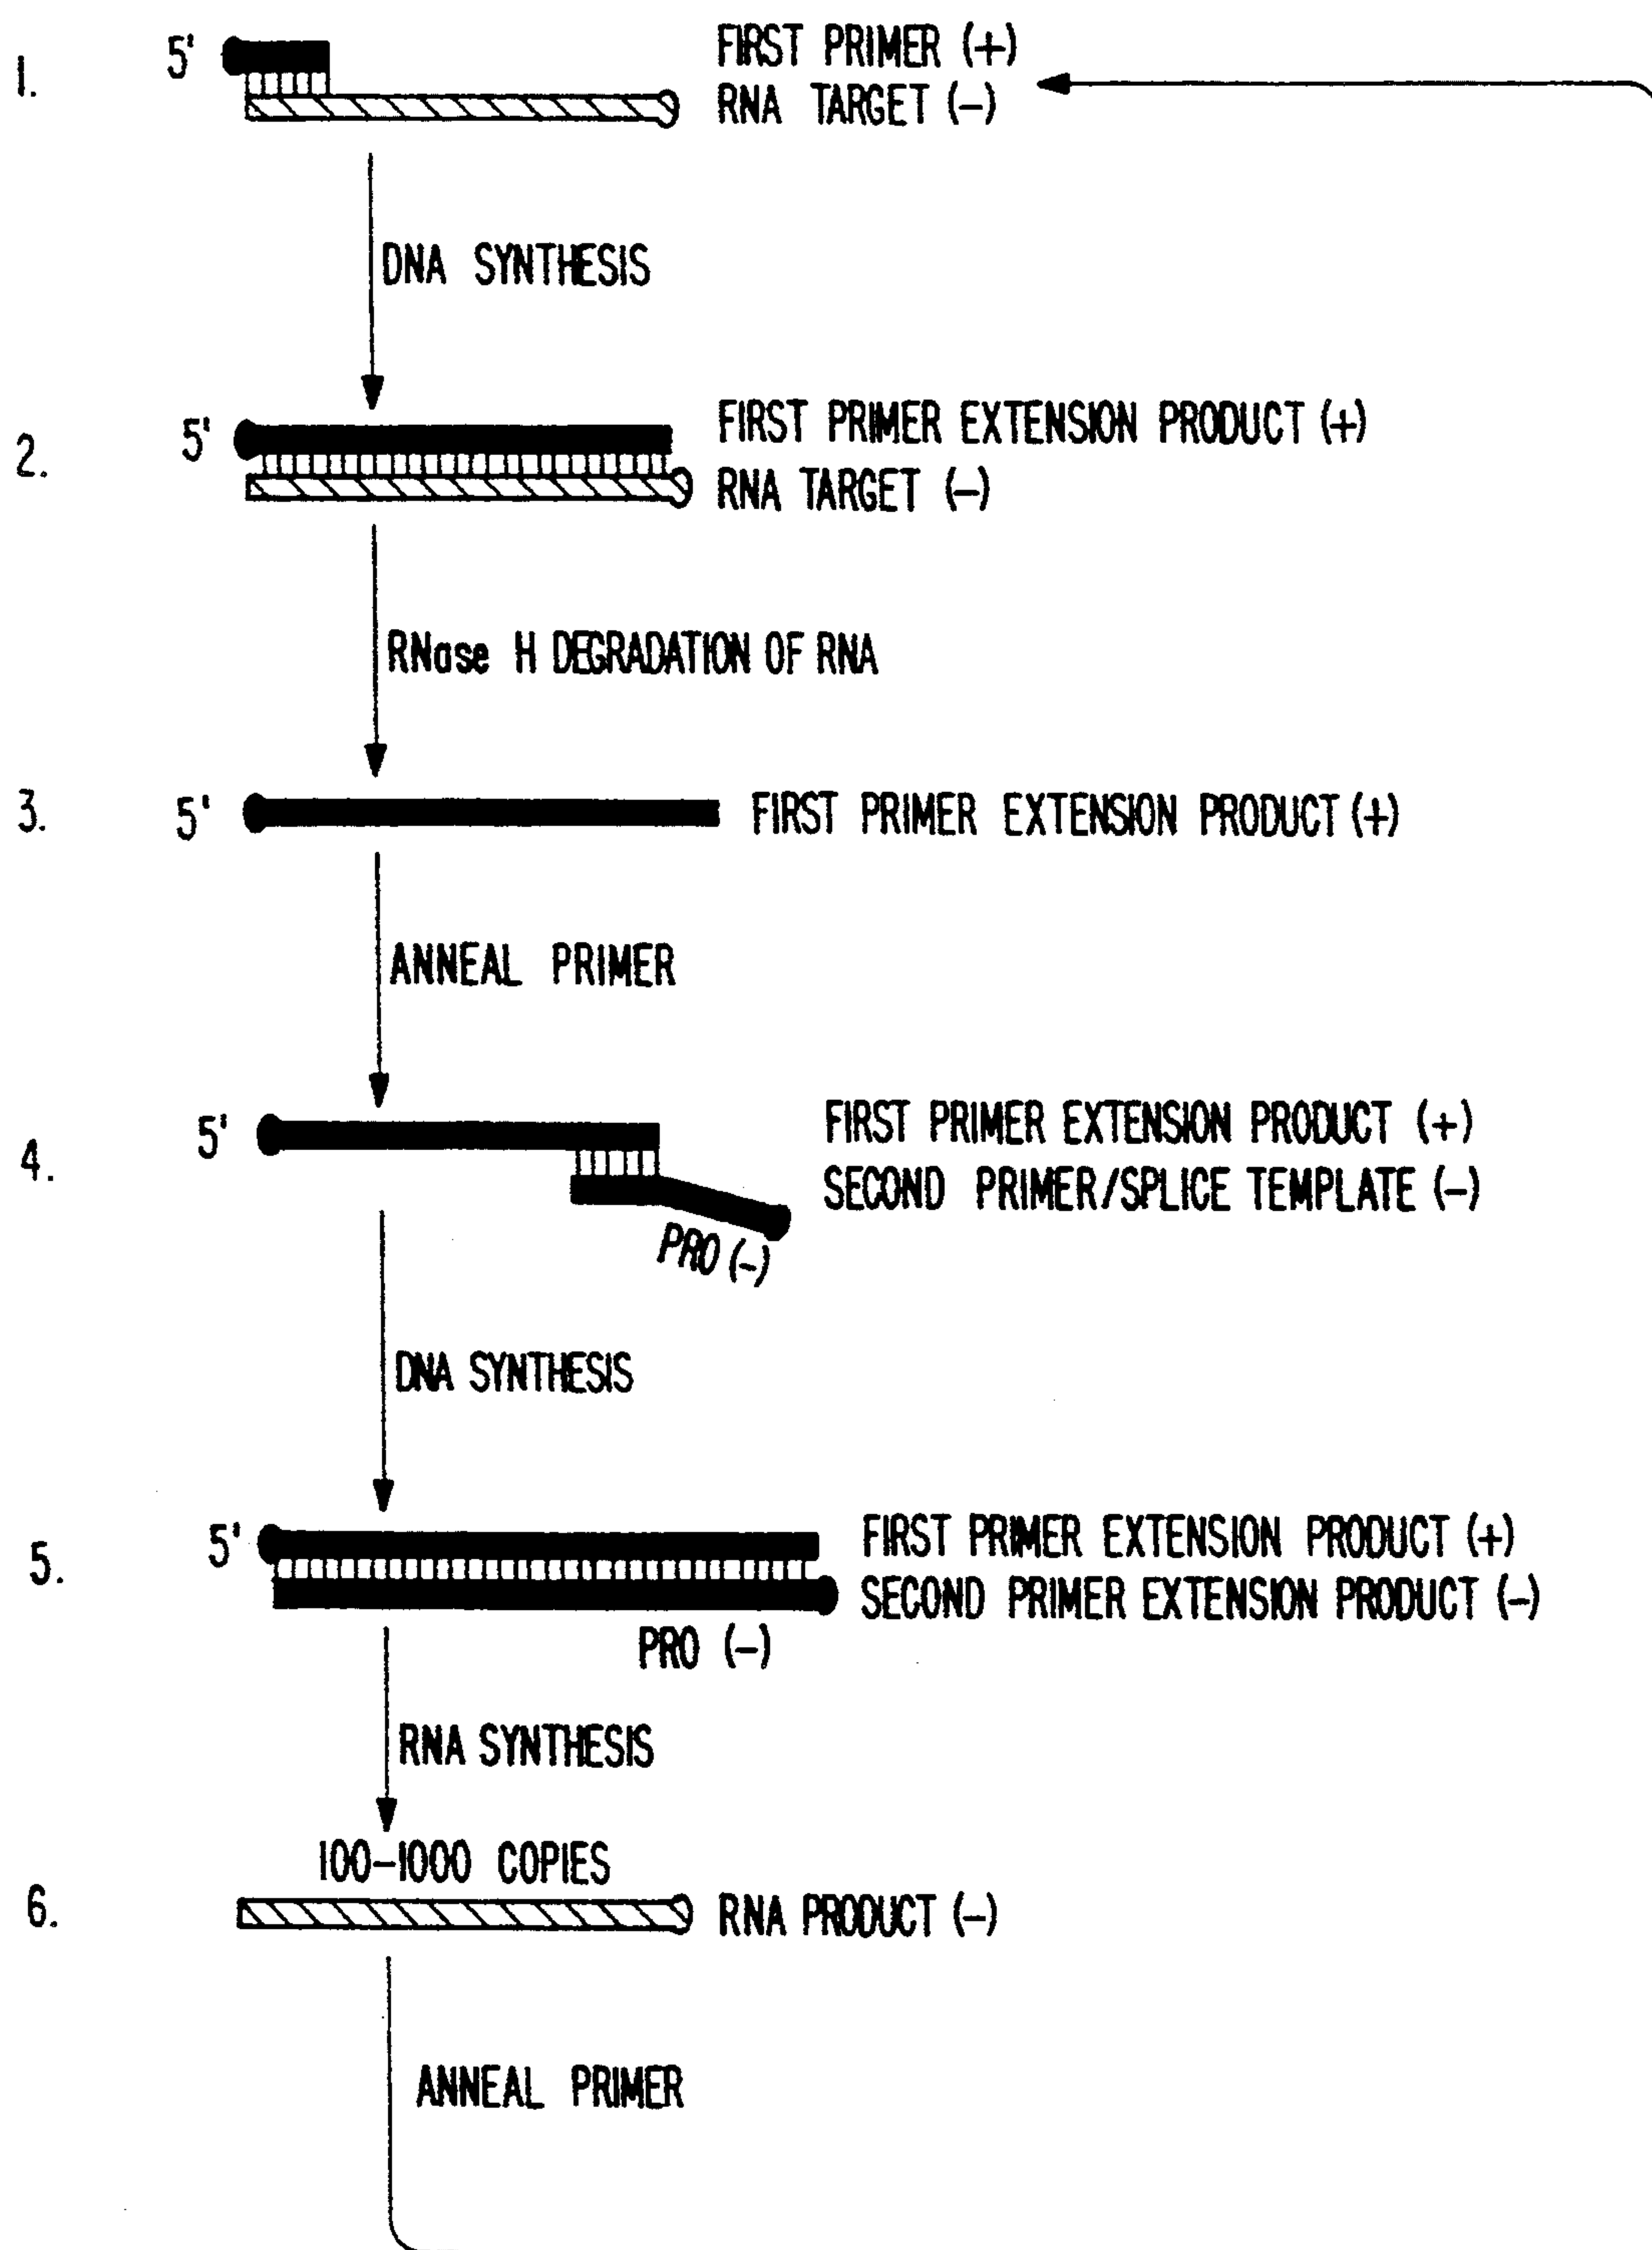 1.
5'
FIRST PRIMER (+)
RNA TARGET (-)
DNA SYNTHESIS
2.
5'
FIRST PRIMER EXTENSION PRODUCT (+)
RNA TARGET (-)
RNase H DEGRADATION OF RNA
3.
5'
FIRST PRIMER EXTENSION PRODUCT (+)
ANNEAL PRIMER
4.
5'
FIRST PRIMER EXTENSION PRODUCT (+)
SECOND PRIMER/SPLICE TEMPLATE (-)
PRO (-)
DNA SYNTHESIS
5.
5'
FIRST PRIMER EXTENSION PRODUCT (+)
SECOND PRIMER EXTENSION PRODUCT (-)
PRO (-)
RNA SYNTHESIS
100-1000 COPIES
6.
RNA PRODUCT (-)
ANNEAL PRIMER